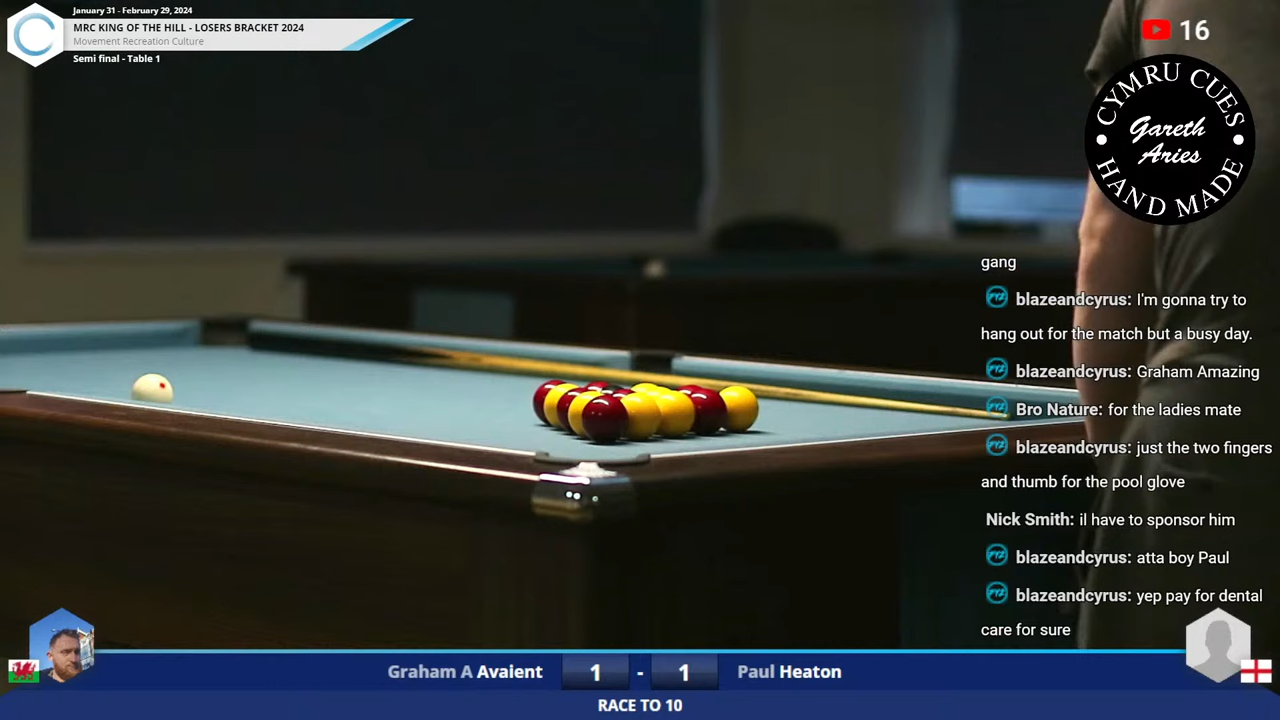 January 31 - February 29, 2024
MRC KING OF THE HILL - LOSERS BRACKET 2024
Movement Recreation Culture
Semi final - Table 1
16
CYMRU CUES
Gareth
Aries
HAND MADE
gang
blazeandcyrus: I'm gonna try to
hang out for the match but a busy day.
blazeandcyrus: Graham Amazing
Bro Nature: for the ladies mate
blazeandcyrus: just the two fingers
and thumb for the pool glove
Nick Smith: il have to sponsor him
blazeandcyrus: atta boy Paul
blazeandcyrus: yep pay for dental
care for sure
Graham A Avaient 1 - 1 Paul Heaton
RACE TO 10